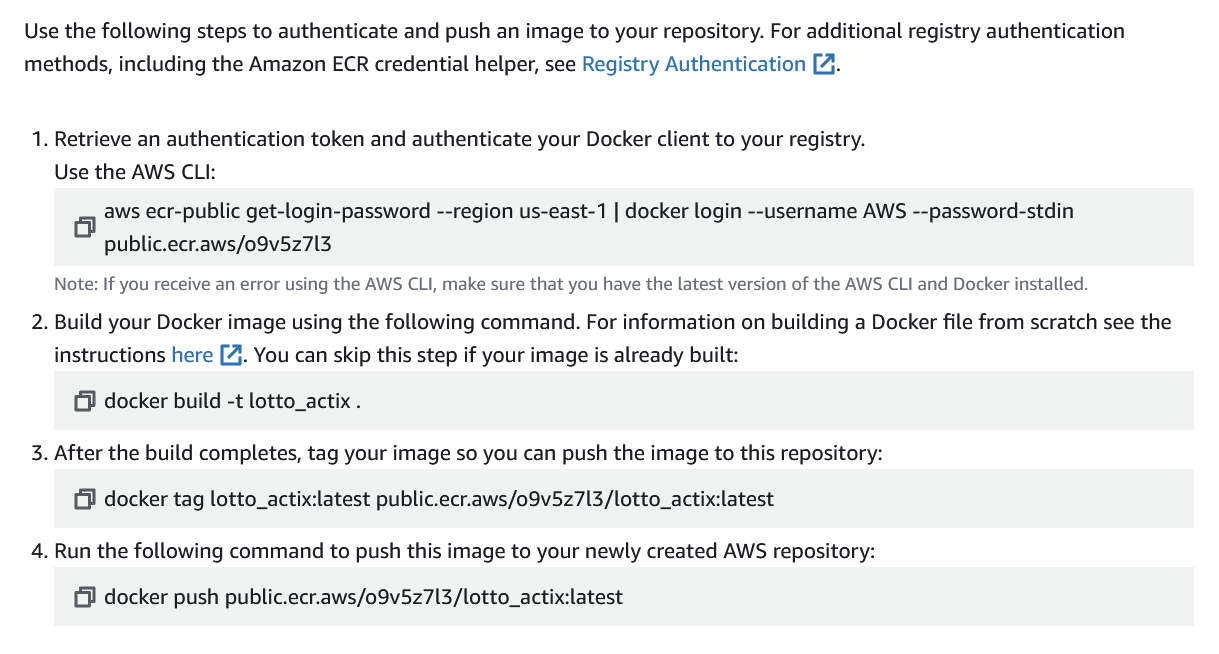 Use the following steps to authenticate and push an image to your repository. For additional registry authentication
methods, including the Amazon ECR credential helper, see Registry Authentication.
1. Retrieve an authentication token and authenticate your Docker client to your registry.
Use the AWS CLI:
aws ecr-public get-login-password --region us-east-1 | docker login --username AWS --password-stdin
public.ecr.aws/o9v5z7l3
Note: If you receive an error using the AWS CLI, make sure that you have the latest version of the AWS CLI and Docker installed.
2. Build your Docker image using the following command. For information on building a Docker file from scratch see the
instructions here. You can skip this step if your image is already built:
docker build -t lotto_actix .
3. After the build completes, tag your image so you can push the image to this repository:
docker tag lotto_actix:latest public.ecr.aws/o9v5z7l3/lotto_actix:latest
4. Run the following command to push this image to your newly created AWS repository:
docker push public.ecr.aws/o9v5z7l3/lotto_actix:latest